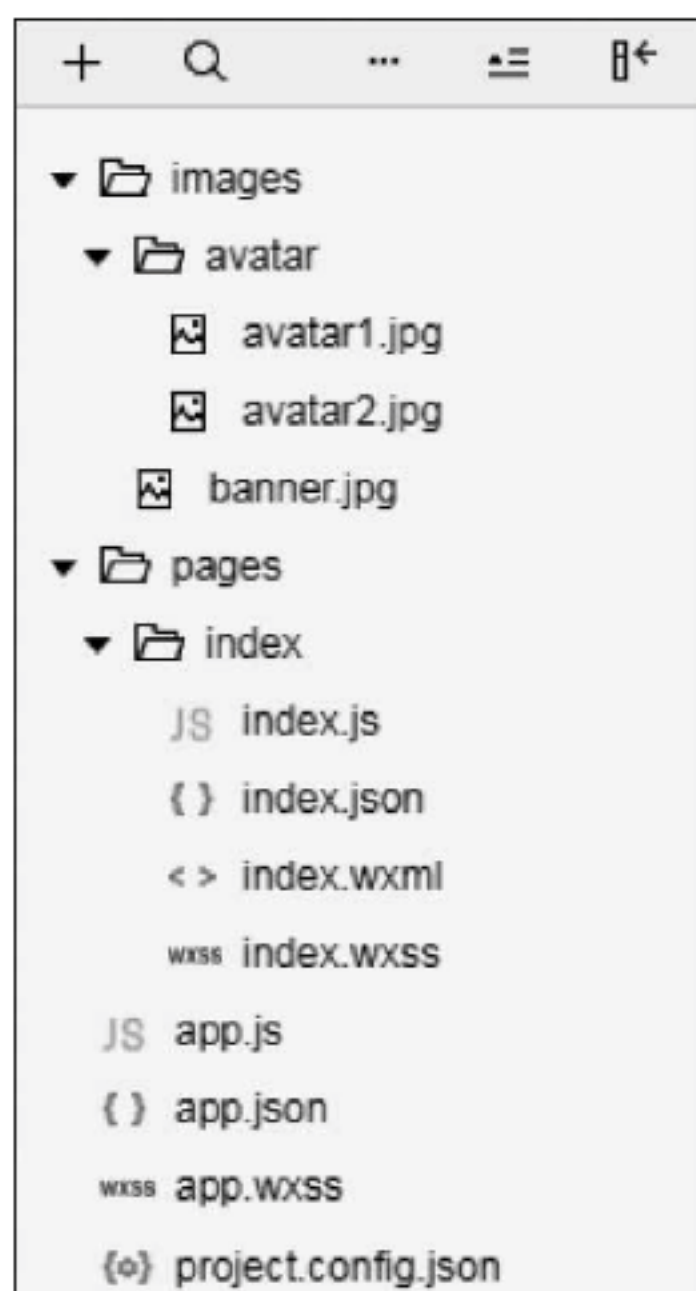 images
avatar
avatar1.jpg
avatar2.jpg
banner.jpg
pages
index
JS index.js
{ } index.json
< > index.wxml
wxss index.wxss
JS app.js
{ } app.json
wxss app.wxss
{o} project.config.json